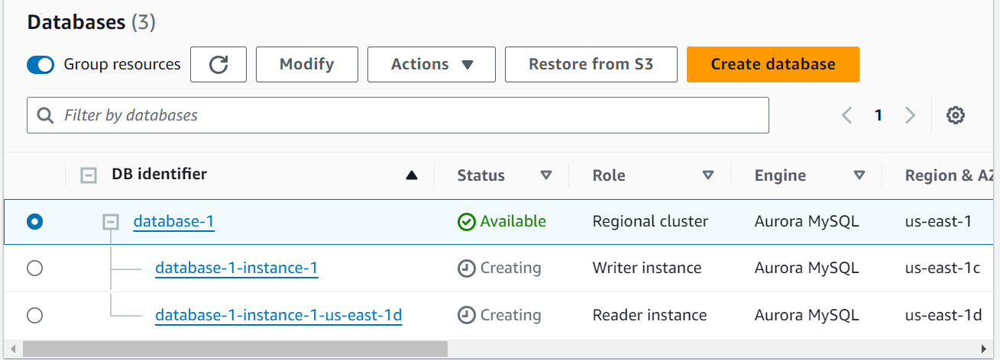 Databases (3)
Group resources Modify Actions Restore from S3 Create database
Filter by databases 1
DB identifier Status Role Engine Region & AZ
database-1 Available Regional cluster Aurora MySQL us-east-1
database-1-instance-1 Creating Writer instance Aurora MySQL us-east-1c
database-1-instance-1-us-east-1d Creating Reader instance Aurora MySQL us-east-1d